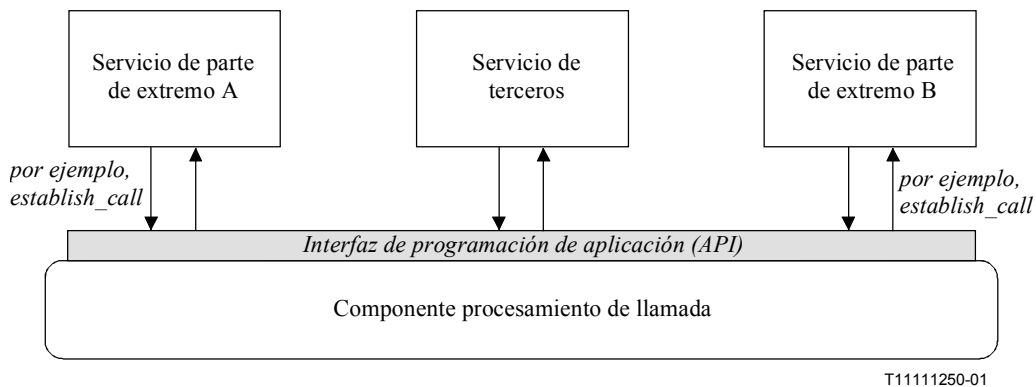 Servicio de parte
de extremo A
Servicio de
terceros
Servicio de parte
de extremo B
por ejemplo,
establish_call
por ejemplo,
establish_call
Interfaz de programación de aplicación (API)
Componente procesamiento de llamada
T11111250-01